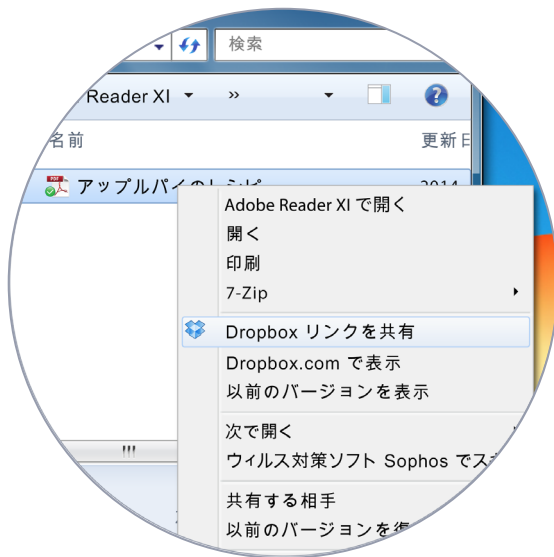 検索
Reader XI
»
名前 更新日
PDF
アップルパイのレシピ 2014
Adobe Reader XI で開く
開く
印刷
7-Zip
Dropbox リンクを共有
Dropbox.com で表示
以前のバージョンを表示
次で開く
ウィルス対策ソフト Sophos でス
共有する相手
以前のバージョンを復